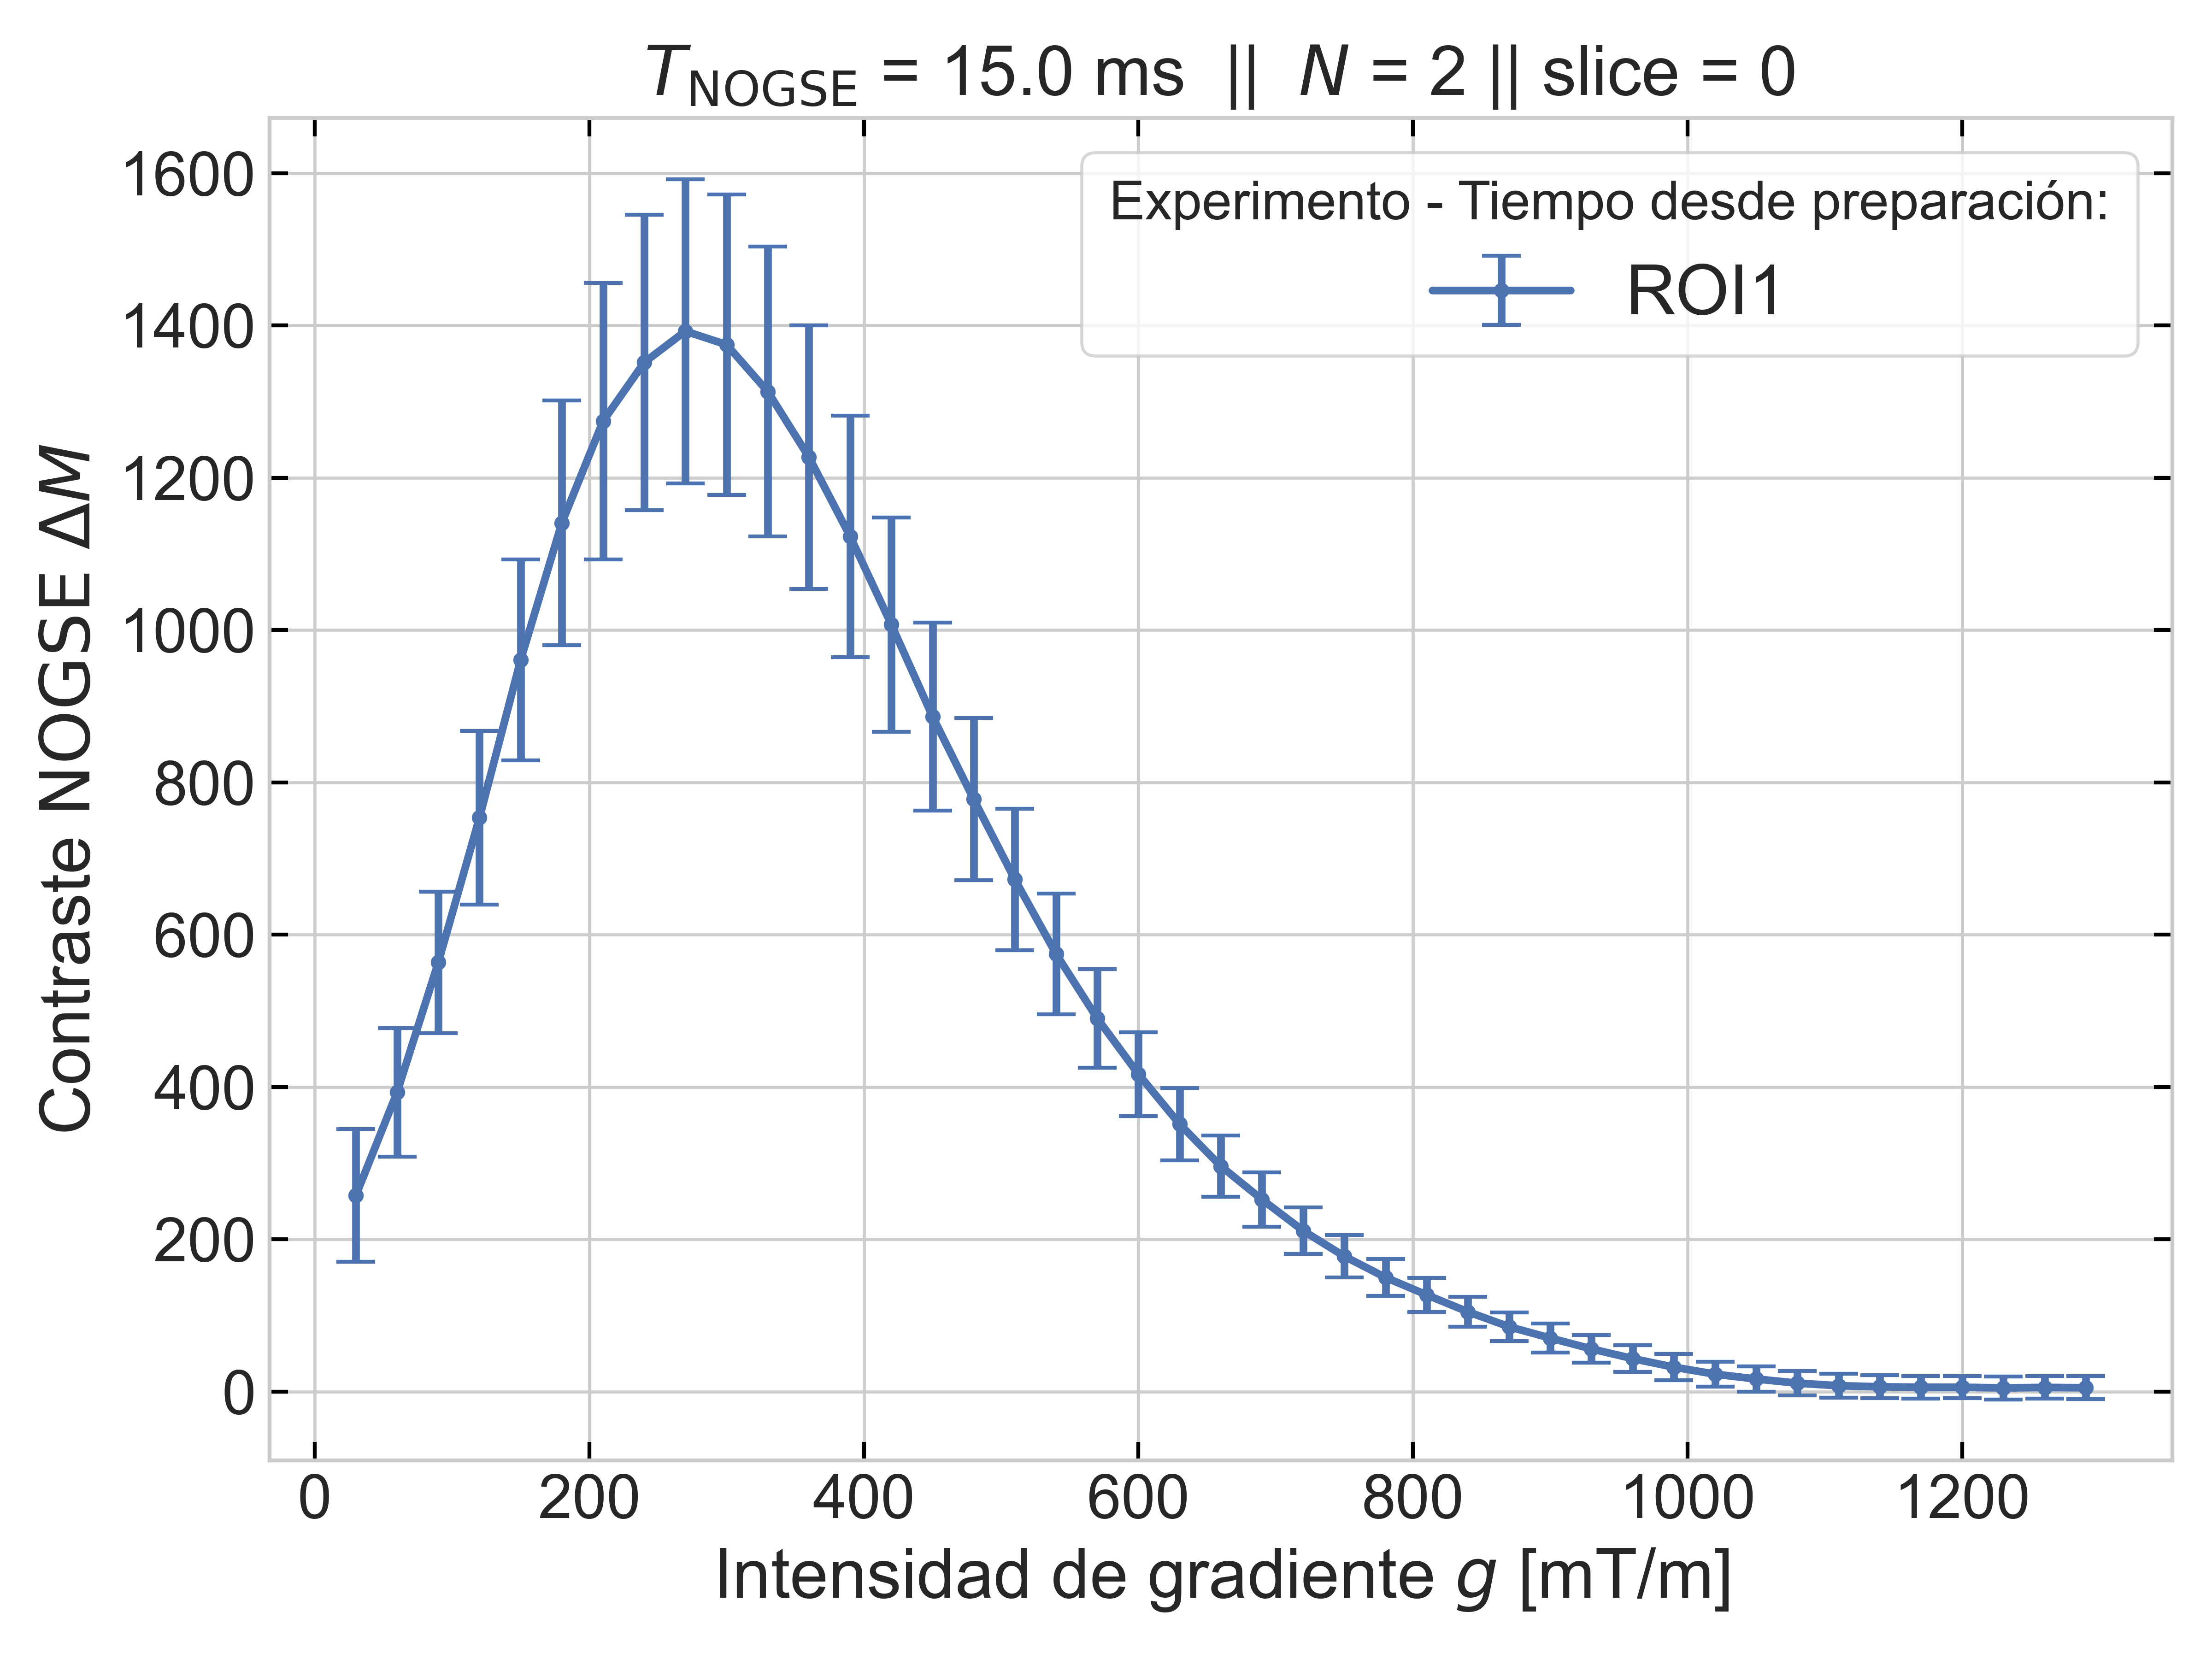 T_NOGSE = 15.0 ms || N = 2 || slice = 0
Experimento - Tiempo desde preparación:
ROI1
Contraste NOGSE ΔM
1600
1400
1200
1000
800
600
400
200
0
0 200 400 600 800 1000 1200
Intensidad de gradiente g [mT/m]